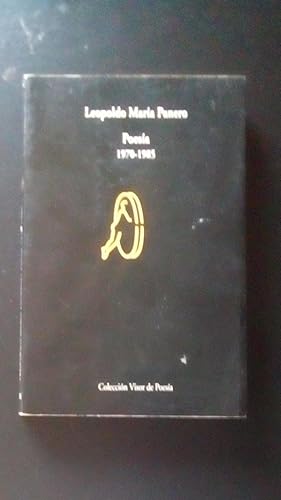 Leopoldo María Panero
Poesía
1970-1985
Colección Visor de Poesía